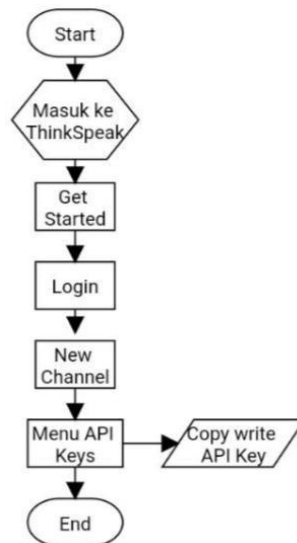 Start
Masuk ke
ThinkSpeak
Get
Started
Login
New
Channel
Menu API
Keys
Copy write
API Key
End